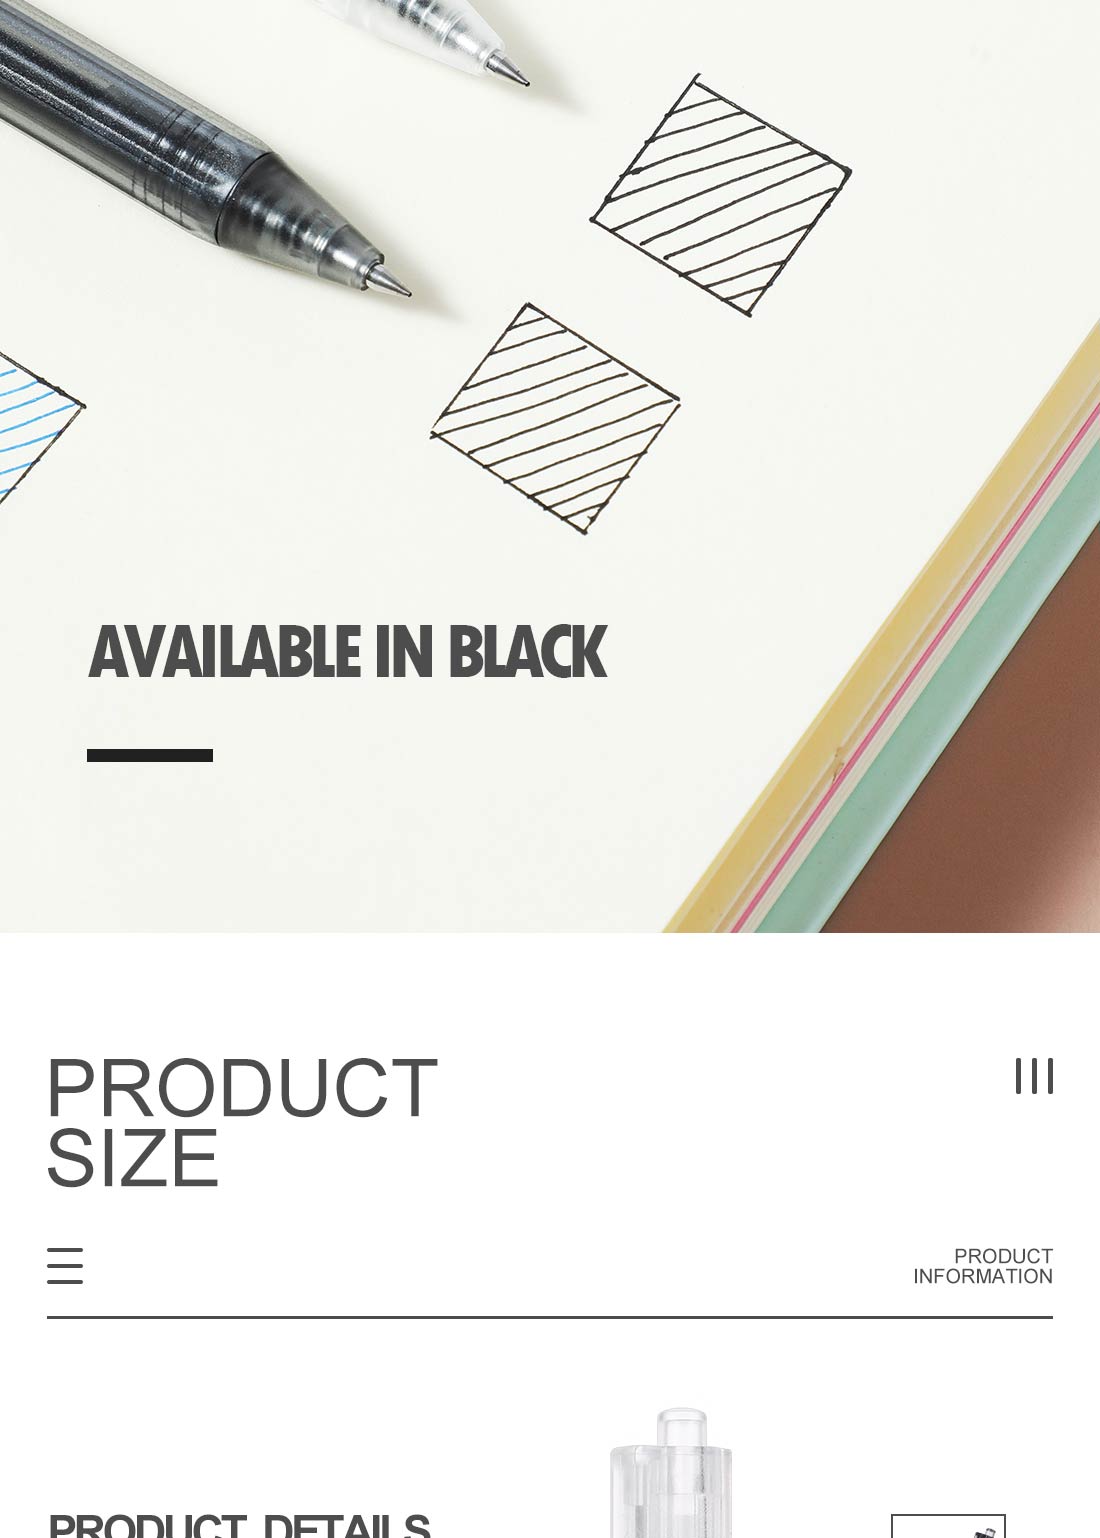 AVAILABLE IN BLACK
PRODUCT
SIZE
PRODUCT
INFORMATION
PRODUCT DETAILS